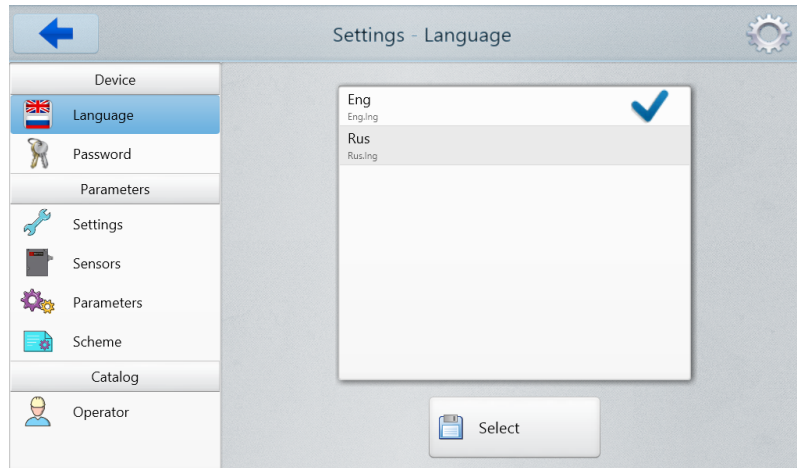 Settings - Language
Device
Language
Password
Parameters
Settings
Sensors
Parameters
Scheme
Catalog
Operator
Eng
Eng.lng
Rus
Rus.lng
Select